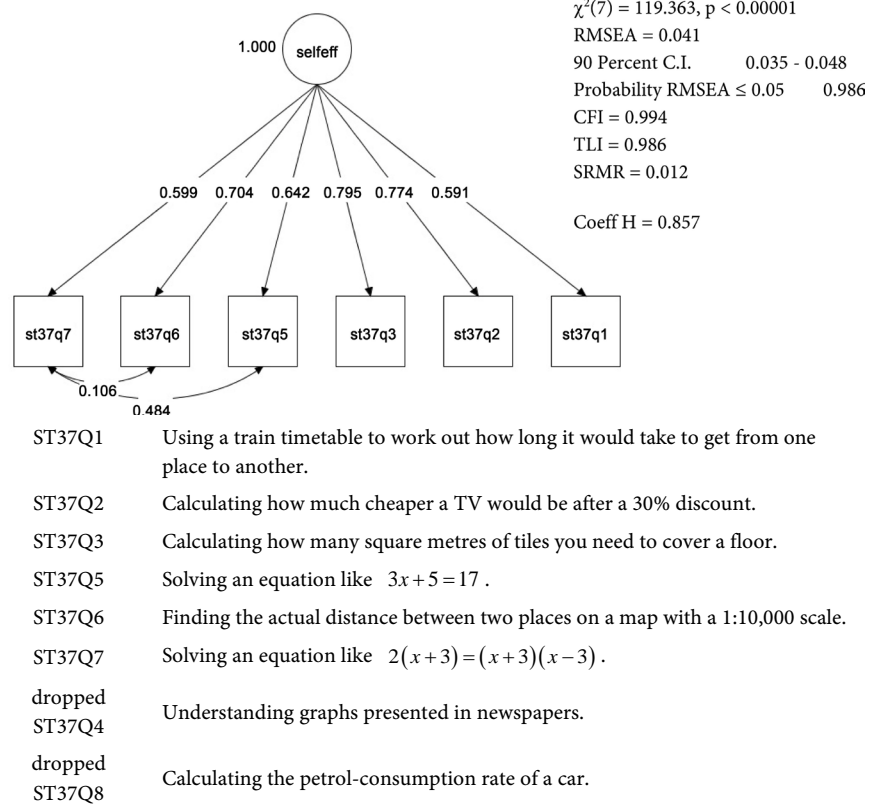 χ²(7) = 119.363, p < 0.00001
RMSEA = 0.041
90 Percent C.I. 0.035 - 0.048
Probability RMSEA ≤ 0.05 0.986
CFI = 0.994
TLI = 0.986
SRMR = 0.012
Coeff H = 0.857
1.000 selfeff
0.599 0.704 0.642 0.795 0.774 0.591
st37q7 st37q6 st37q5 st37q3 st37q2 st37q1
0.106
0.484
ST37Q1 Using a train timetable to work out how long it would take to get from one
place to another.
ST37Q2 Calculating how much cheaper a TV would be after a 30% discount.
ST37Q3 Calculating how many square metres of tiles you need to cover a floor.
ST37Q5 Solving an equation like 3x+5=17 .
ST37Q6 Finding the actual distance between two places on a map with a 1:10,000 scale.
ST37Q7 Solving an equation like 2(x+3)=(x+3)(x−3) .
dropped
ST37Q4 Understanding graphs presented in newspapers.
dropped
ST37Q8 Calculating the petrol-consumption rate of a car.